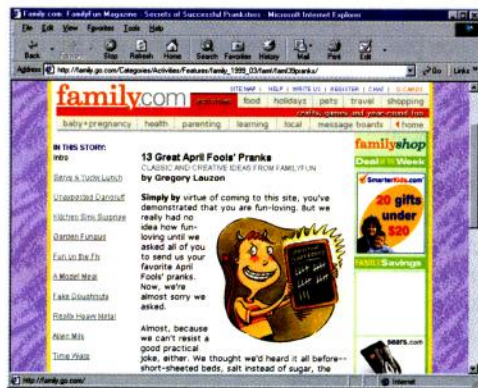 Family.com: FamilyFun Magazine - Secrets of Successful Pranksters - Microsoft Internet Explorer
File Edit View Favorites Tools Help
Back Stop Refresh Home Search Favorites History Mail Print Edit
Address http://family.go.com/Categories/Activities/Features/family_1999_03/famf/famf39pranks/ Go Links
SITE MAP | HELP | WRITE US | REGISTER | CHAT | E-CARDS
family.com
activities food holidays pets travel shopping
crafts, games and year-round fun
baby+pregnancy health parenting learning local message boards home
IN THIS STORY:
Intro
Serve a Yucky Lunch
Unexpected Dandruff
Kitchen Sink Surprise
Garden Fungus
Fun on the Fly
A Model Meal
Fake Doughnuts
Really Heavy Metal
Alien Milk
Time Warp
13 Great April Fools' Pranks
CLASSIC AND CREATIVE IDEAS FROM FAMILYFUN
by Gregory Lauzon
Simply by virtue of coming to this site, you've
demonstrated that you are fun-loving. But we
really had no
idea how fun-
loving until we
asked all of you
to send us your
favorite April
Fools' pranks.
Now, we're
almost sorry we
asked.
Almost, because
we can't resist a
good practical
joke, either. We thought we'd heard it all before--
short-sheeted beds, salt instead of sugar, the
familyshop
Deal of the Week
SmarterKids.com
20 gifts
under
$20
FAMILY Savings
sears.com
http://family.go.com/
Internet